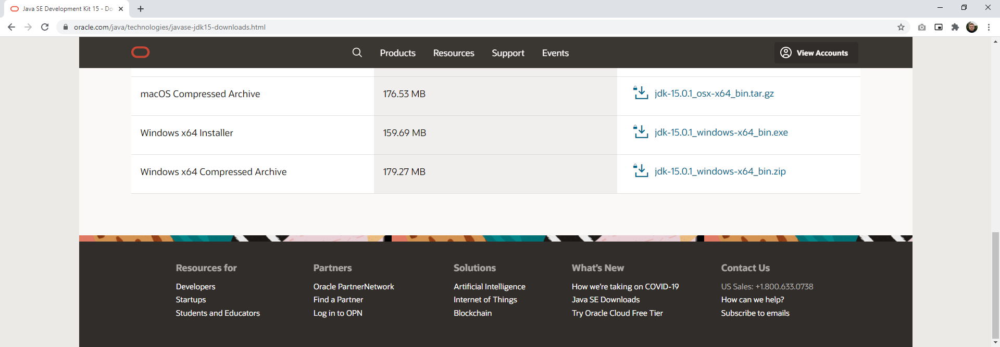 Java SE Development Kit 15 - Do
oracle.com/java/technologies/javase-jdk15-downloads.html
Products Resources Support Events View Accounts
macOS Compressed Archive 176.53 MB jdk-15.0.1_osx-x64_bin.tar.gz
Windows x64 Installer 159.69 MB jdk-15.0.1_windows-x64_bin.exe
Windows x64 Compressed Archive 179.27 MB jdk-15.0.1_windows-x64_bin.zip
Resources for
Developers
Startups
Students and Educators
Partners
Oracle PartnerNetwork
Find a Partner
Log in to OPN
Solutions
Artificial Intelligence
Internet of Things
Blockchain
What's New
How we're taking on COVID-19
Java SE Downloads
Try Oracle Cloud Free Tier
Contact Us
US Sales: +1.800.633.0738
How can we help?
Subscribe to emails